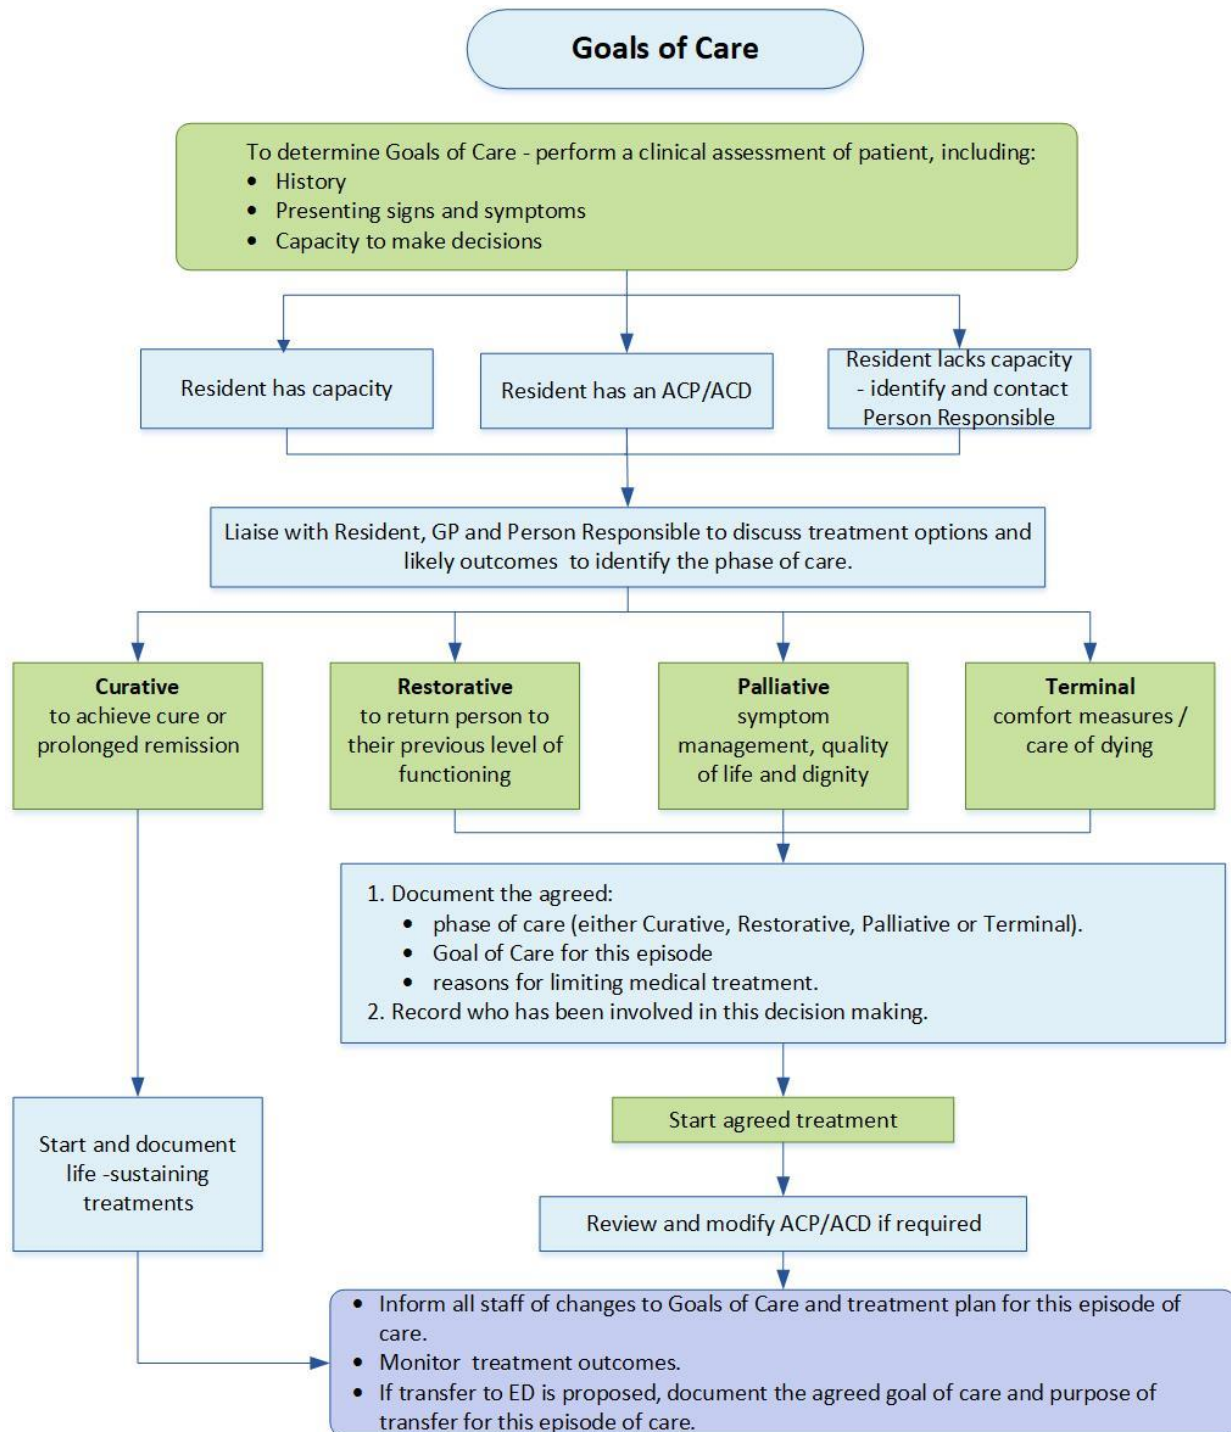 Goals of Care
To determine Goals of Care - perform a clinical assessment of patient, including:
• History
• Presenting signs and symptoms
• Capacity to make decisions
Resident has capacity
Resident has an ACP/ACD
Resident lacks capacity
- identify and contact
Person Responsible
Liaise with Resident, GP and Person Responsible to discuss treatment options and
likely outcomes to identify the phase of care.
Curative
to achieve cure or
prolonged remission
Restorative
to return person to
their previous level of
functioning
Palliative
symptom
management, quality
of life and dignity
Terminal
comfort measures /
care of dying
1. Document the agreed:
• phase of care (either Curative, Restorative, Palliative or Terminal).
• Goal of Care for this episode
• reasons for limiting medical treatment.
2. Record who has been involved in this decision making.
Start and document
life -sustaining
treatments
Start agreed treatment
Review and modify ACP/ACD if required
• Inform all staff of changes to Goals of Care and treatment plan for this episode of
care.
• Monitor treatment outcomes.
• If transfer to ED is proposed, document the agreed goal of care and purpose of
transfer for this episode of care.